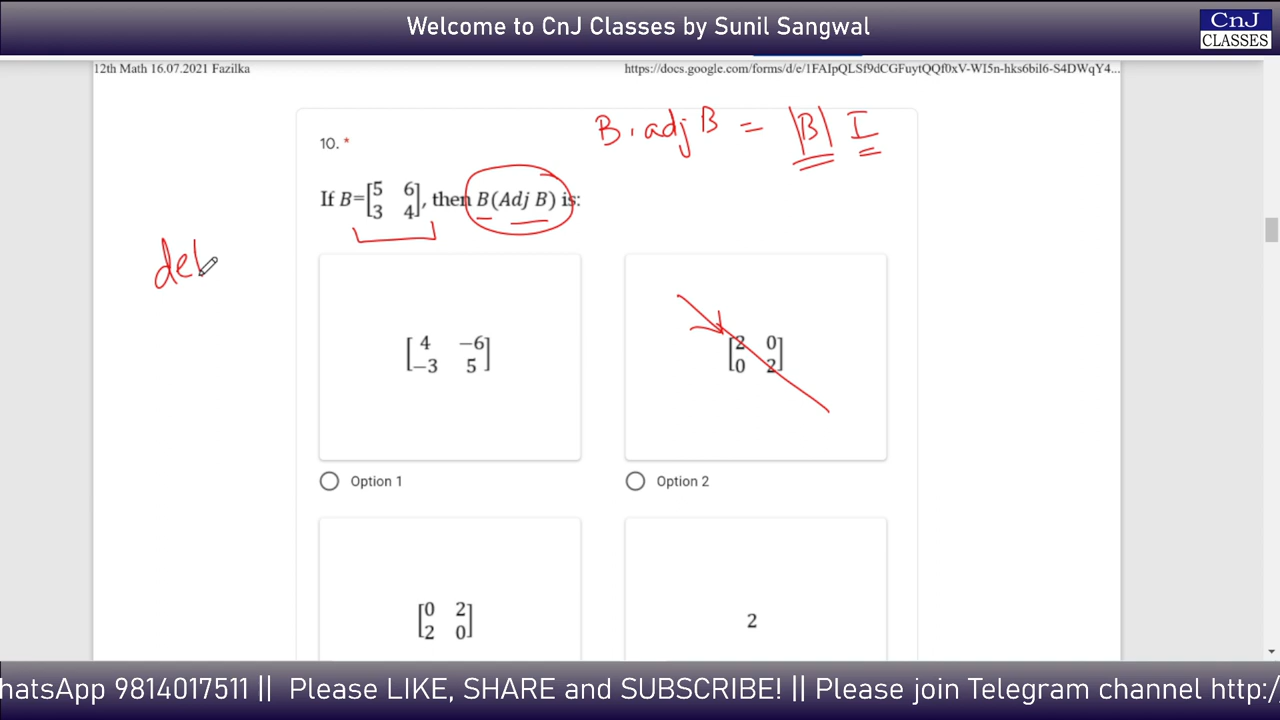 Welcome to CnJ Classes by Sunil Sangwal
CnJ
CLASSES
12th Math 16.07.2021 Fazilka
https://docs.google.com/forms/d/e/1FAIpQLSf9dCGFuytQQf0xV-WI5n-hks6bil6-S4DWqY4...
B . adj B = |B| I
10. *
If B=[5 6
3 4], then B(Adj B) is:
del
[4 −6
−3 5]
[2 0
0 2]
Option 1
Option 2
[0 2
2 0]
2
hatsApp 9814017511 || Please LIKE, SHARE and SUBSCRIBE! || Please join Telegram channel http:/